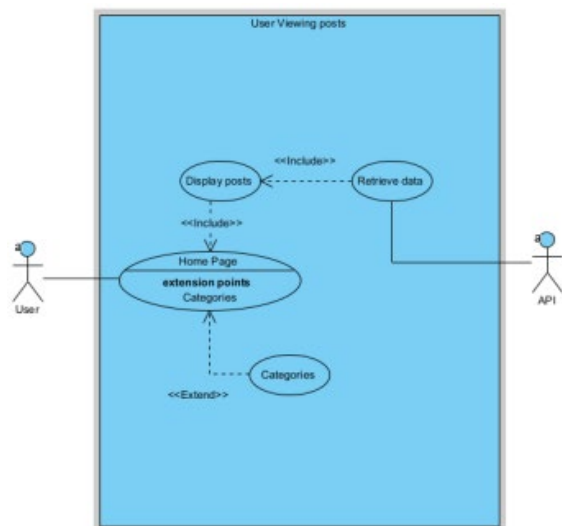 User Viewing posts
<<Include>>
Display posts
Retrieve data
<<Include>>
a
a
Home Page
extension points
Categories
User
API
Categories
<<Extend>>